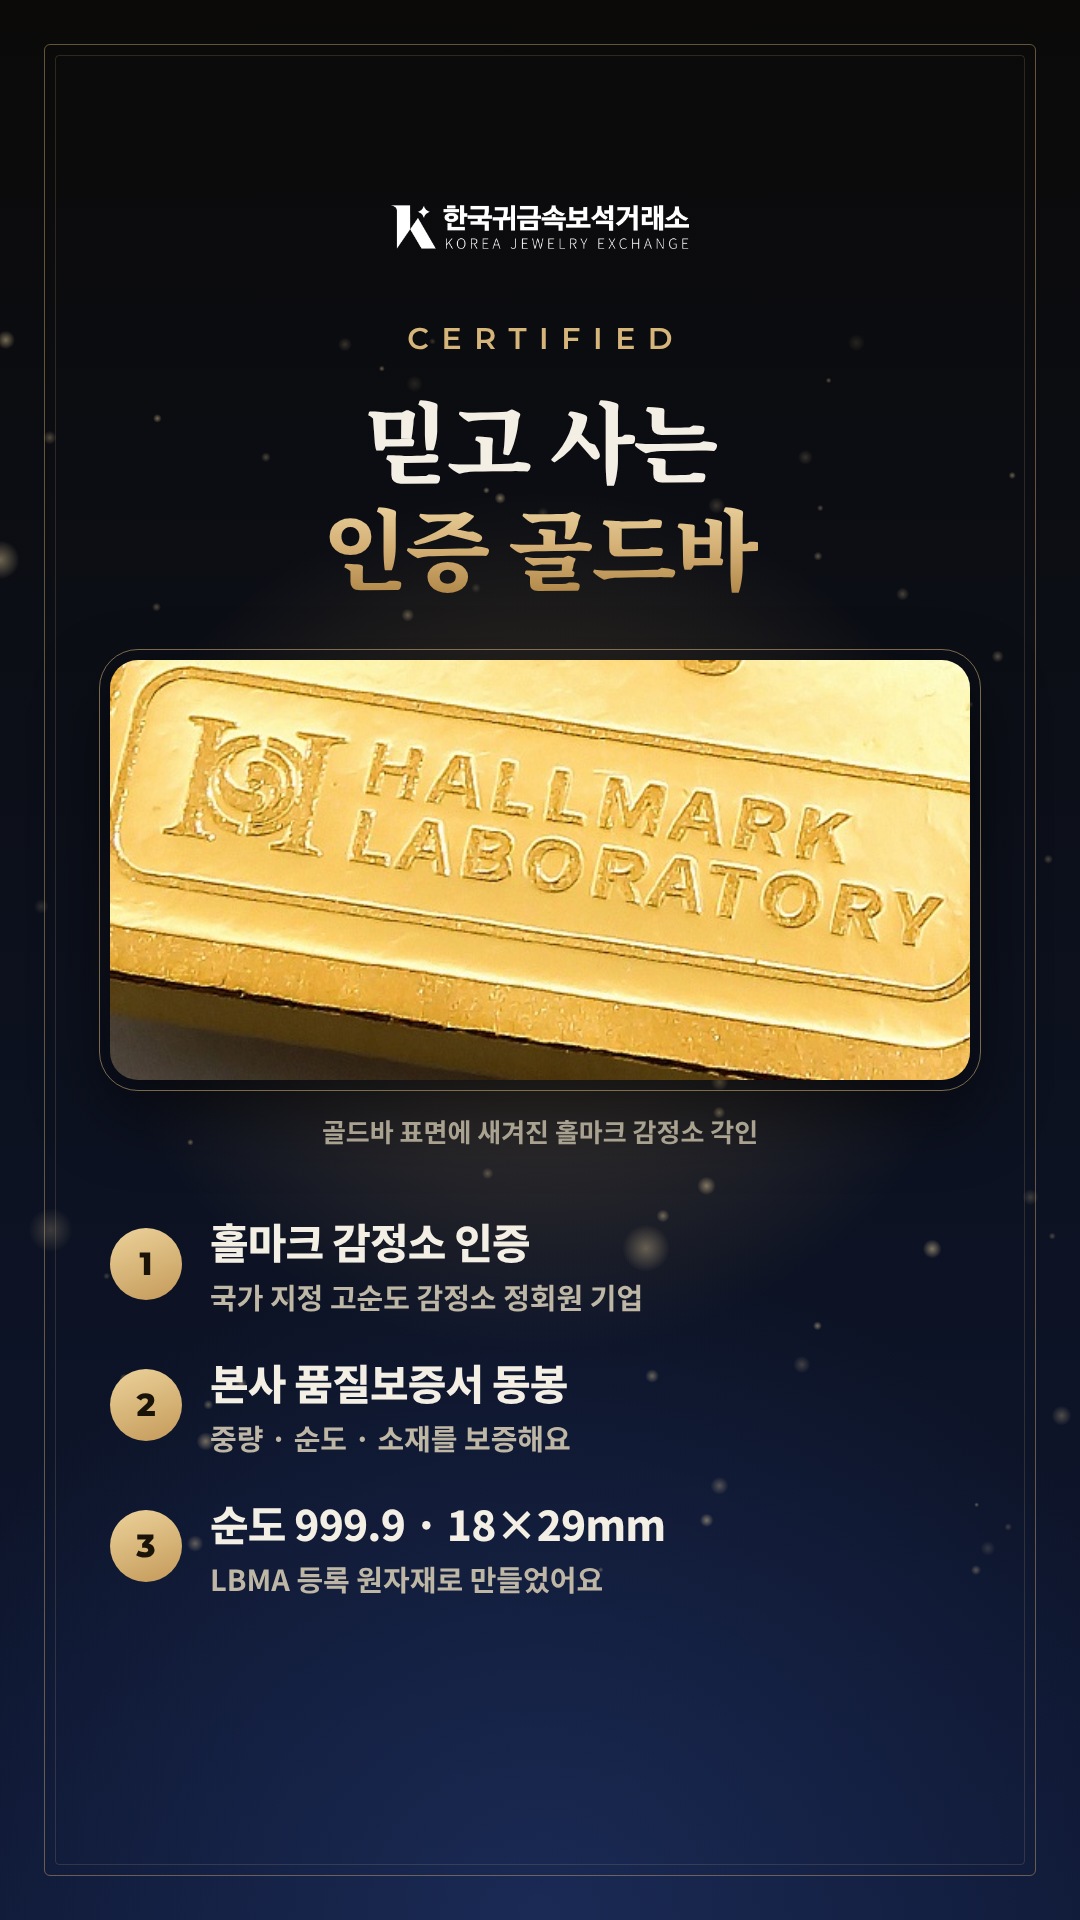 한국귀금속보석거래소
KOREA JEWELRY EXCHANGE
CERTIFIED
믿고 사는
인증 골드바
HALLMARK
LABORATORY
골드바 표면에 새겨진 홀마크 감정소 각인
1
홀마크 감정소 인증
국가 지정 고순도 감정소 정회원 기업
2
본사 품질보증서 동봉
중량 · 순도 · 소재를 보증해요
3
순도 999.9 · 18×29mm
LBMA 등록 원자재로 만들었어요